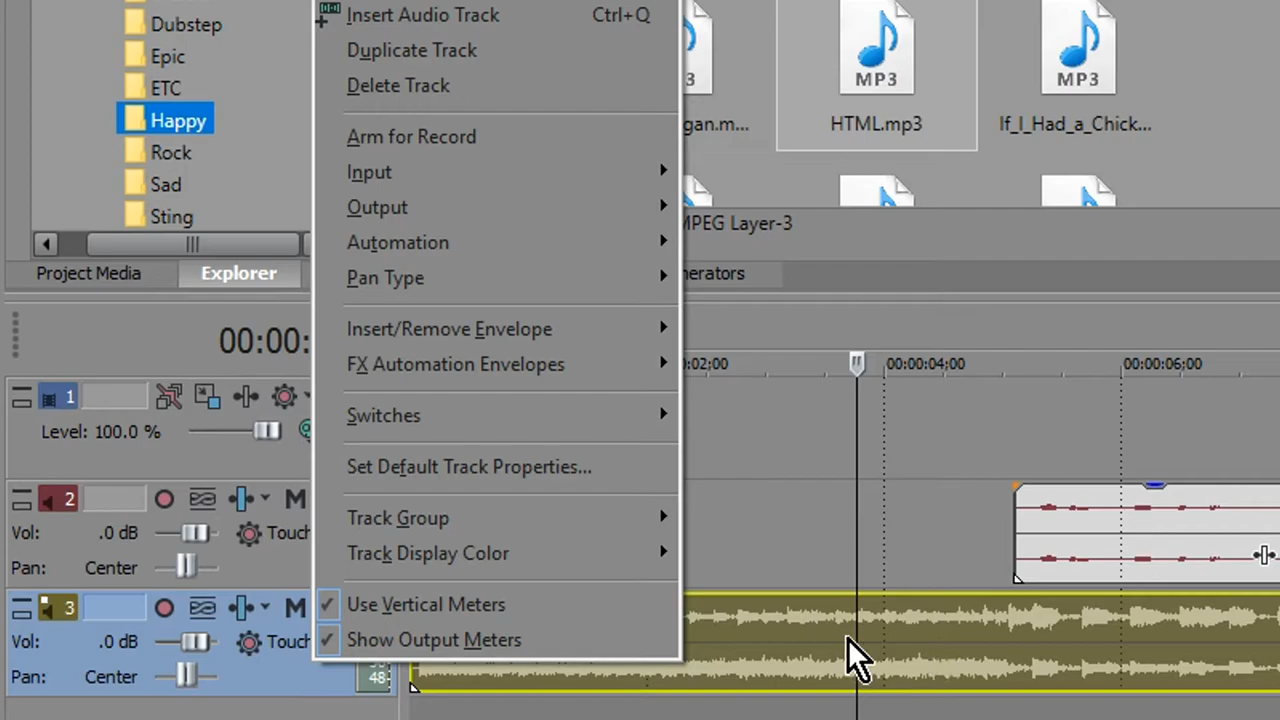 Dubstep
Epic
ETC
Happy
Rock
Sad
Sting
Project Media
Explorer
Insert Audio Track Ctrl+Q
Duplicate Track
Delete Track
Arm for Record
Input
Output
Automation
Pan Type
Insert/Remove Envelope
FX Automation Envelopes
Switches
Set Default Track Properties...
Track Group
Track Display Color
Use Vertical Meters
Show Output Meters
MP3
MP3
gan.m...
HTML.mp3
If_I_Had_a_Chick...
MPEG Layer-3
nerators
00:00:
0:02;00
00:00:04;00
00:00:06;00
1
Level: 100.0 %
2
M
Vol: .0 dB
Touch
Pan: Center
3
M
Vol: .0 dB
Touch
Pan: Center
48